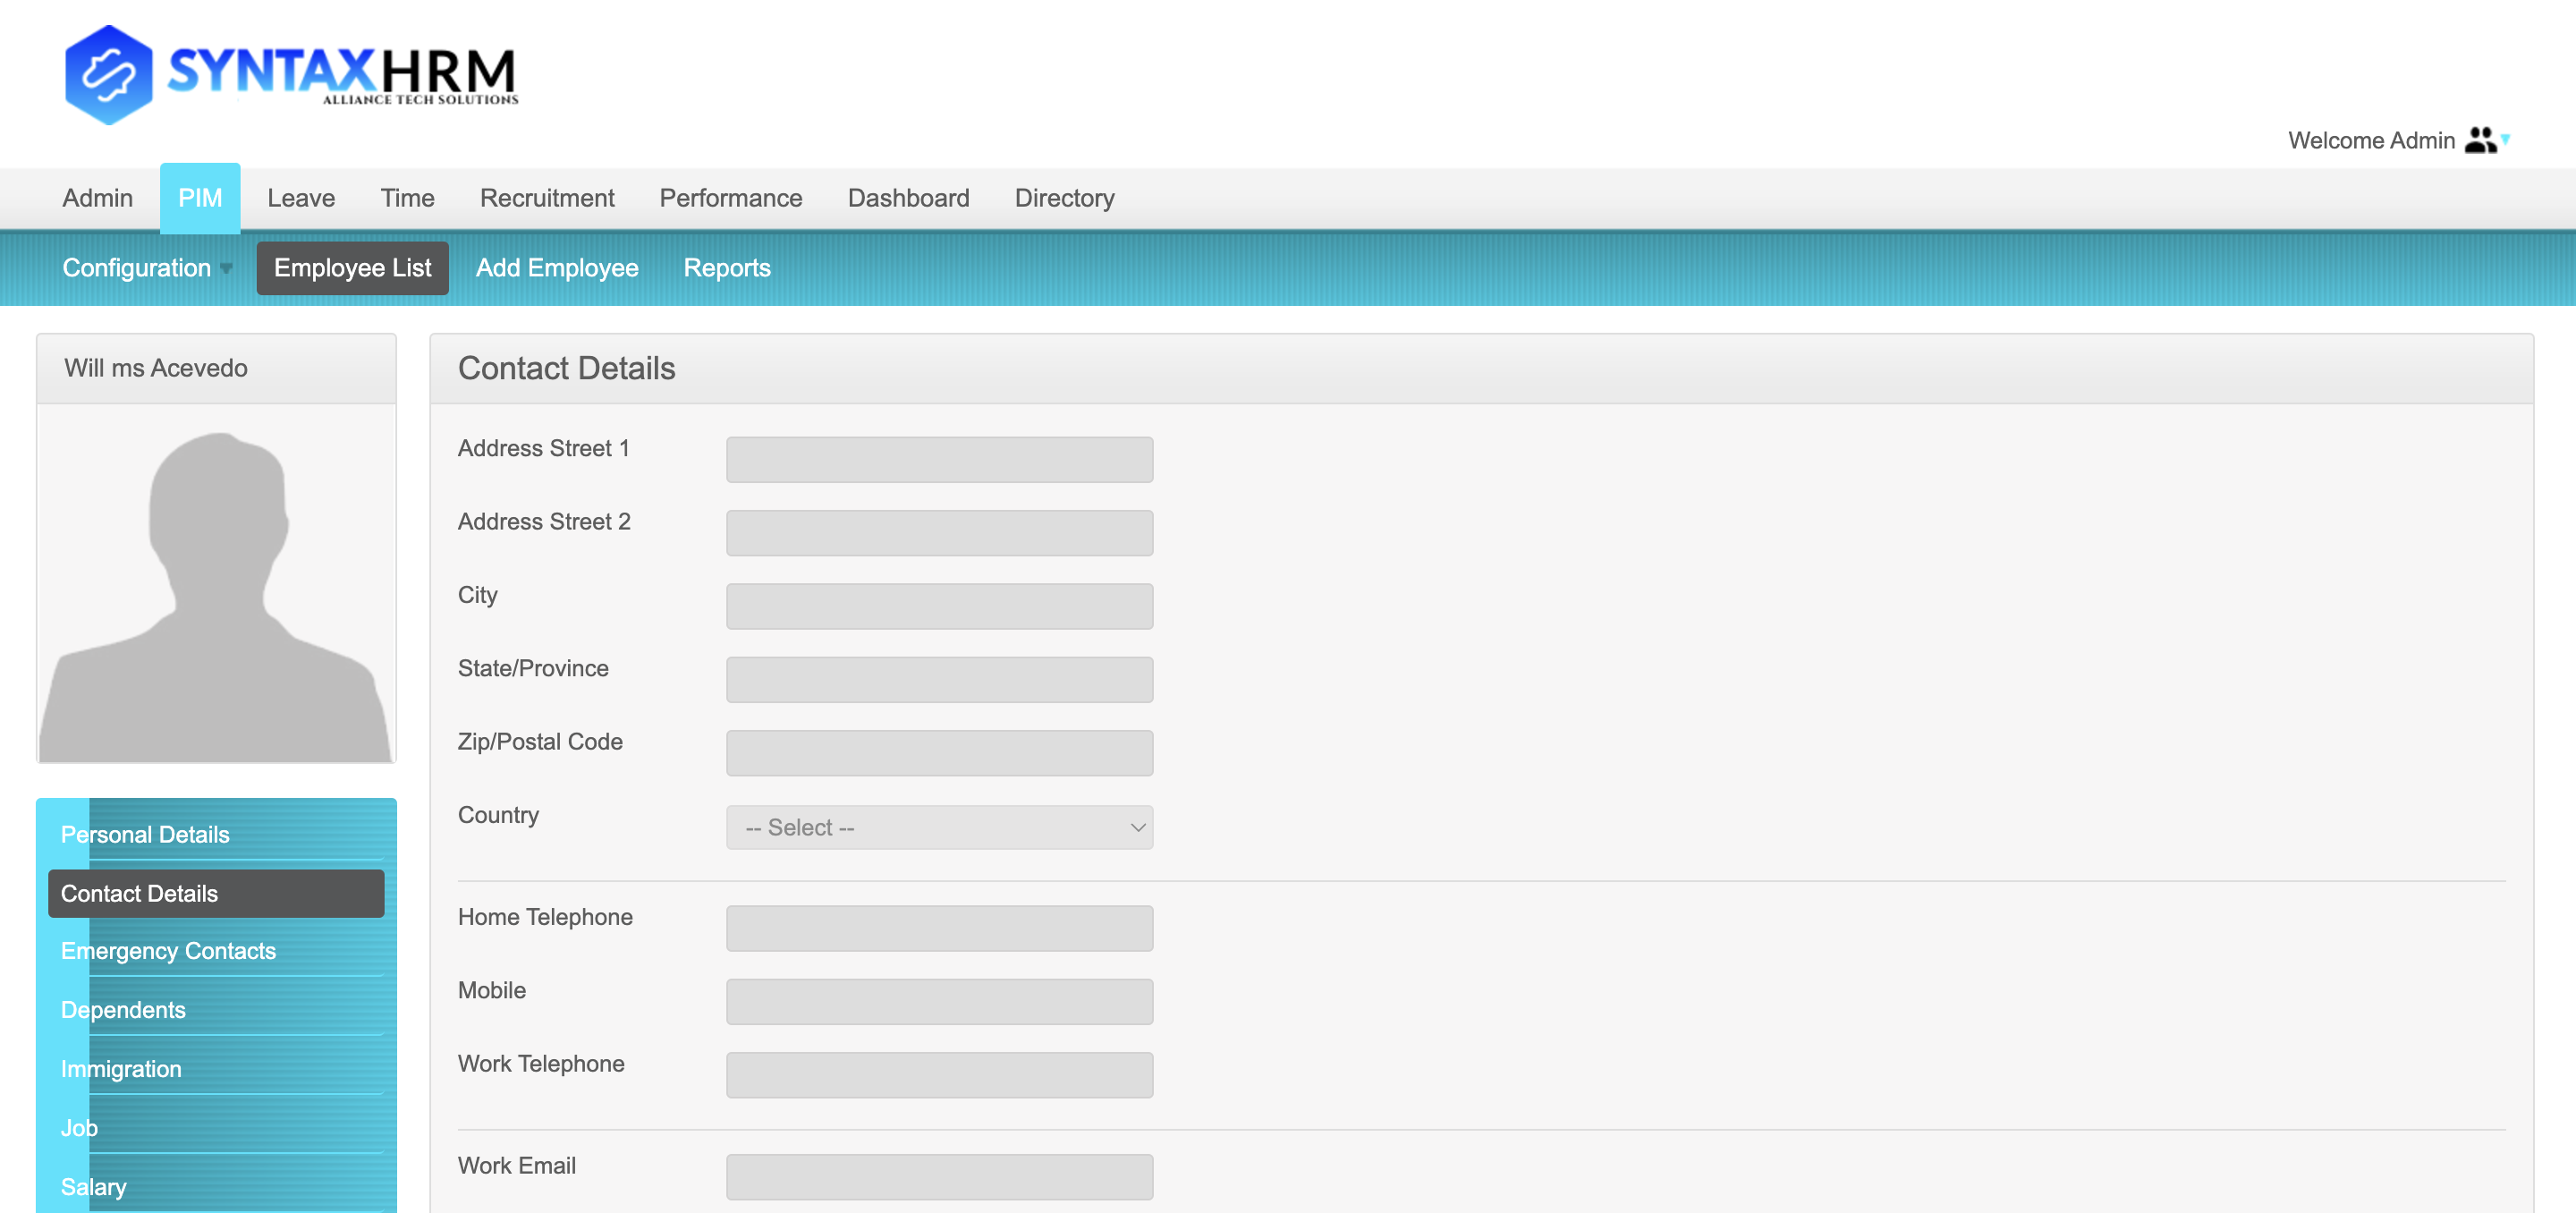 SYNTAXHRM
ALLIANCE TECH SOLUTIONS
Welcome Admin
Admin PIM Leave Time Recruitment Performance Dashboard Directory
Configuration Employee List Add Employee Reports
Will ms Acevedo
Personal Details
Contact Details
Emergency Contacts
Dependents
Immigration
Job
Salary
Contact Details
Address Street 1
Address Street 2
City
State/Province
Zip/Postal Code
Country -- Select --
Home Telephone
Mobile
Work Telephone
Work Email